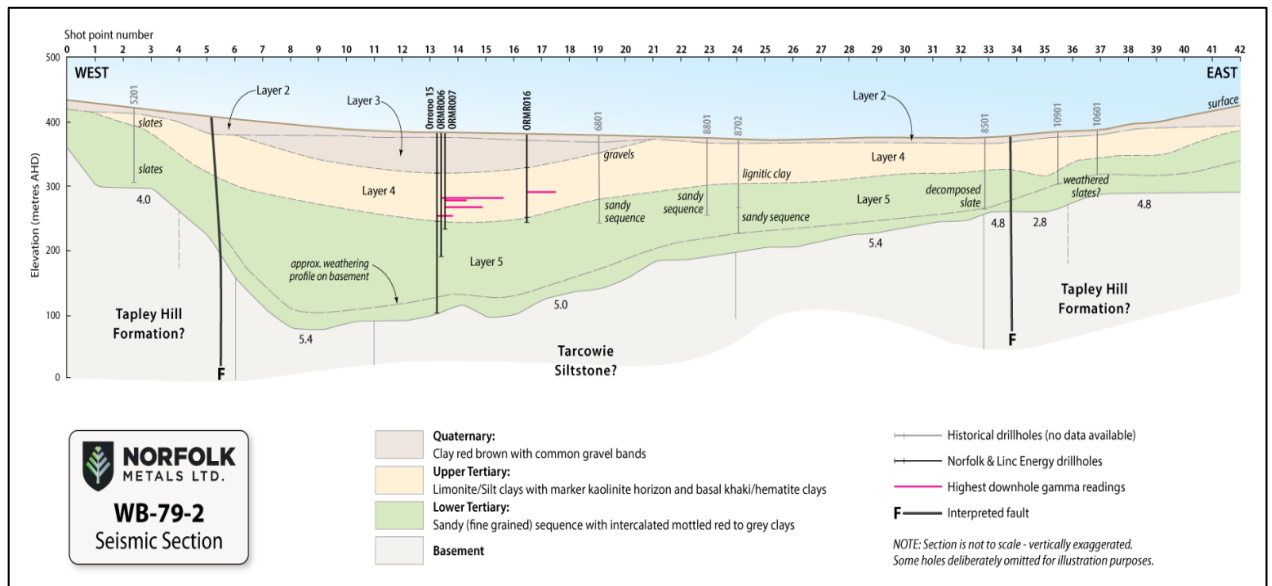 Shot point number
0 1 2 3 4 5 6 7 8 9 10 11 12 13 14 15 16 17 19 20 21 23 24 25 27 28 29 30 31 33 34 35 36 37 38 39 40 41 42
500
WEST
EAST
Elevation (metres AHD)
400
300
200
100
0
5201
slates
slates
4.0
Layer 2
Layer 3
Orroroo 15
ORMR006
ORMR007
ORMR016
6801
gravels
8801
8702
Layer 2
8501
10901
10601
surface
Layer 4
Layer 4
lignitic clay
sandy
sequence
sandy
sequence
sandy sequence
Layer 5
decomposed
slate
weathered
slates?
4.8
2.8
4.8
5.4
Layer 5
approx. weathering
profile on basement
5.0
5.4
Tapley Hill
Formation?
F
Tarcowie
Siltstone?
Tapley Hill
Formation?
F
NORFOLK
METALS LTD.
WB-79-2
Seismic Section
Quaternary:
Clay red brown with common gravel bands
Upper Tertiary:
Limonite/Silt clays with marker kaolinite horizon and basal khaki/hematite clays
Lower Tertiary:
Sandy (fine grained) sequence with intercalated mottled red to grey clays
Basement
Historical drillholes (no data available)
Norfolk & Linc Energy drillholes
Highest downhole gamma readings
F Interpreted fault
NOTE: Section is not to scale - vertically exaggerated.
Some holes deliberately omitted for illustration purposes.